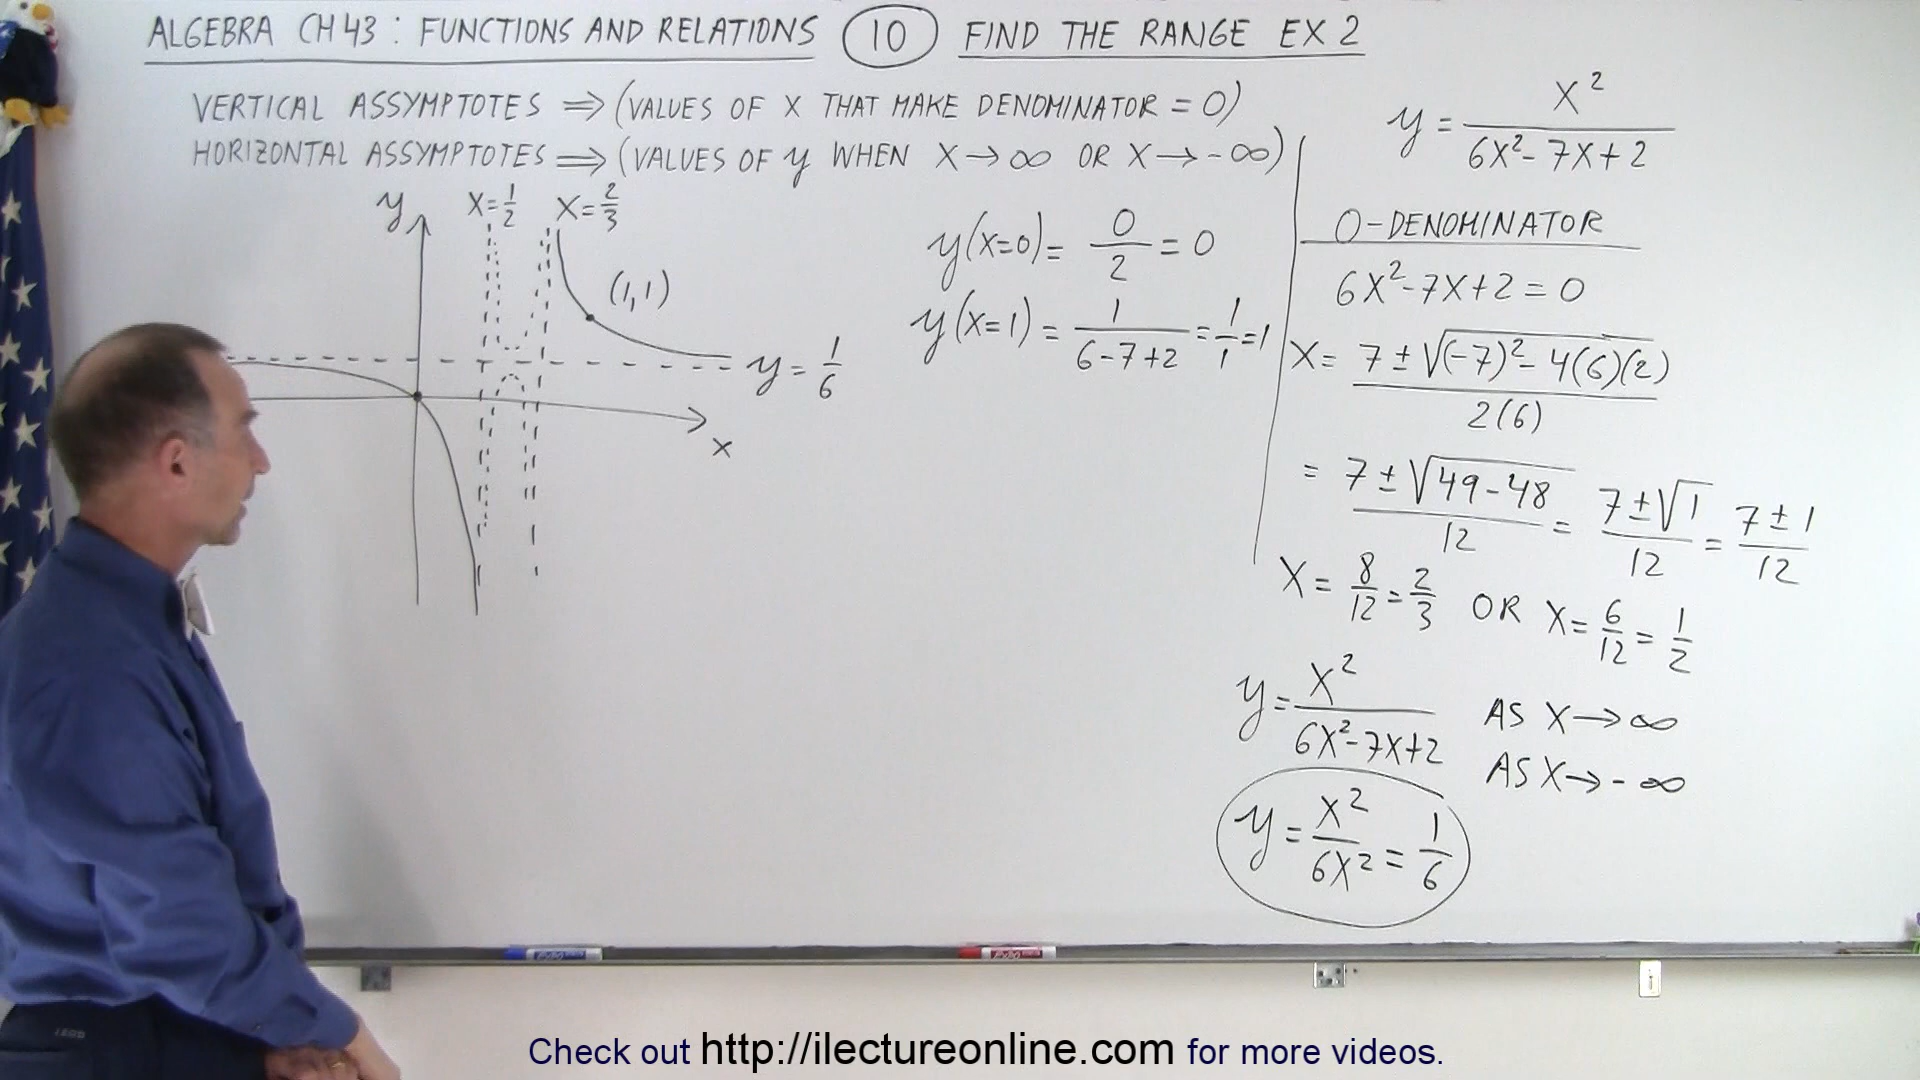 ALGEBRA CH 43 : FUNCTIONS AND RELATIONS (10) FIND THE RANGE EX 2
VERTICAL ASSYMPTOTES ⇒ (VALUES OF X THAT MAKE DENOMINATOR = 0)
HORIZONTAL ASSYMPTOTES ⇒ (VALUES OF y WHEN X → ∞ OR X → -∞)
y
X = 1/2
X = 2/3
(1,1)
y = 1/6
X
y(X=0) = 0/2 = 0
y(X=1) = 1/(6-7+2) = 1/1 = 1
y = X²/(6X²-7X+2)
0-DENOMINATOR
6X²-7X+2 = 0
X = (7 ± √((-7)² - 4(6)(2)))/(2(6))
= (7 ± √(49-48))/12 = (7 ± √1)/12 = (7 ± 1)/12
X = 8/12 = 2/3 OR X = 6/12 = 1/2
y = X²/(6X²-7X+2) AS X → ∞
AS X → -∞
y = X²/6X² = 1/6
Check out http://ilectureonline.com for more videos.